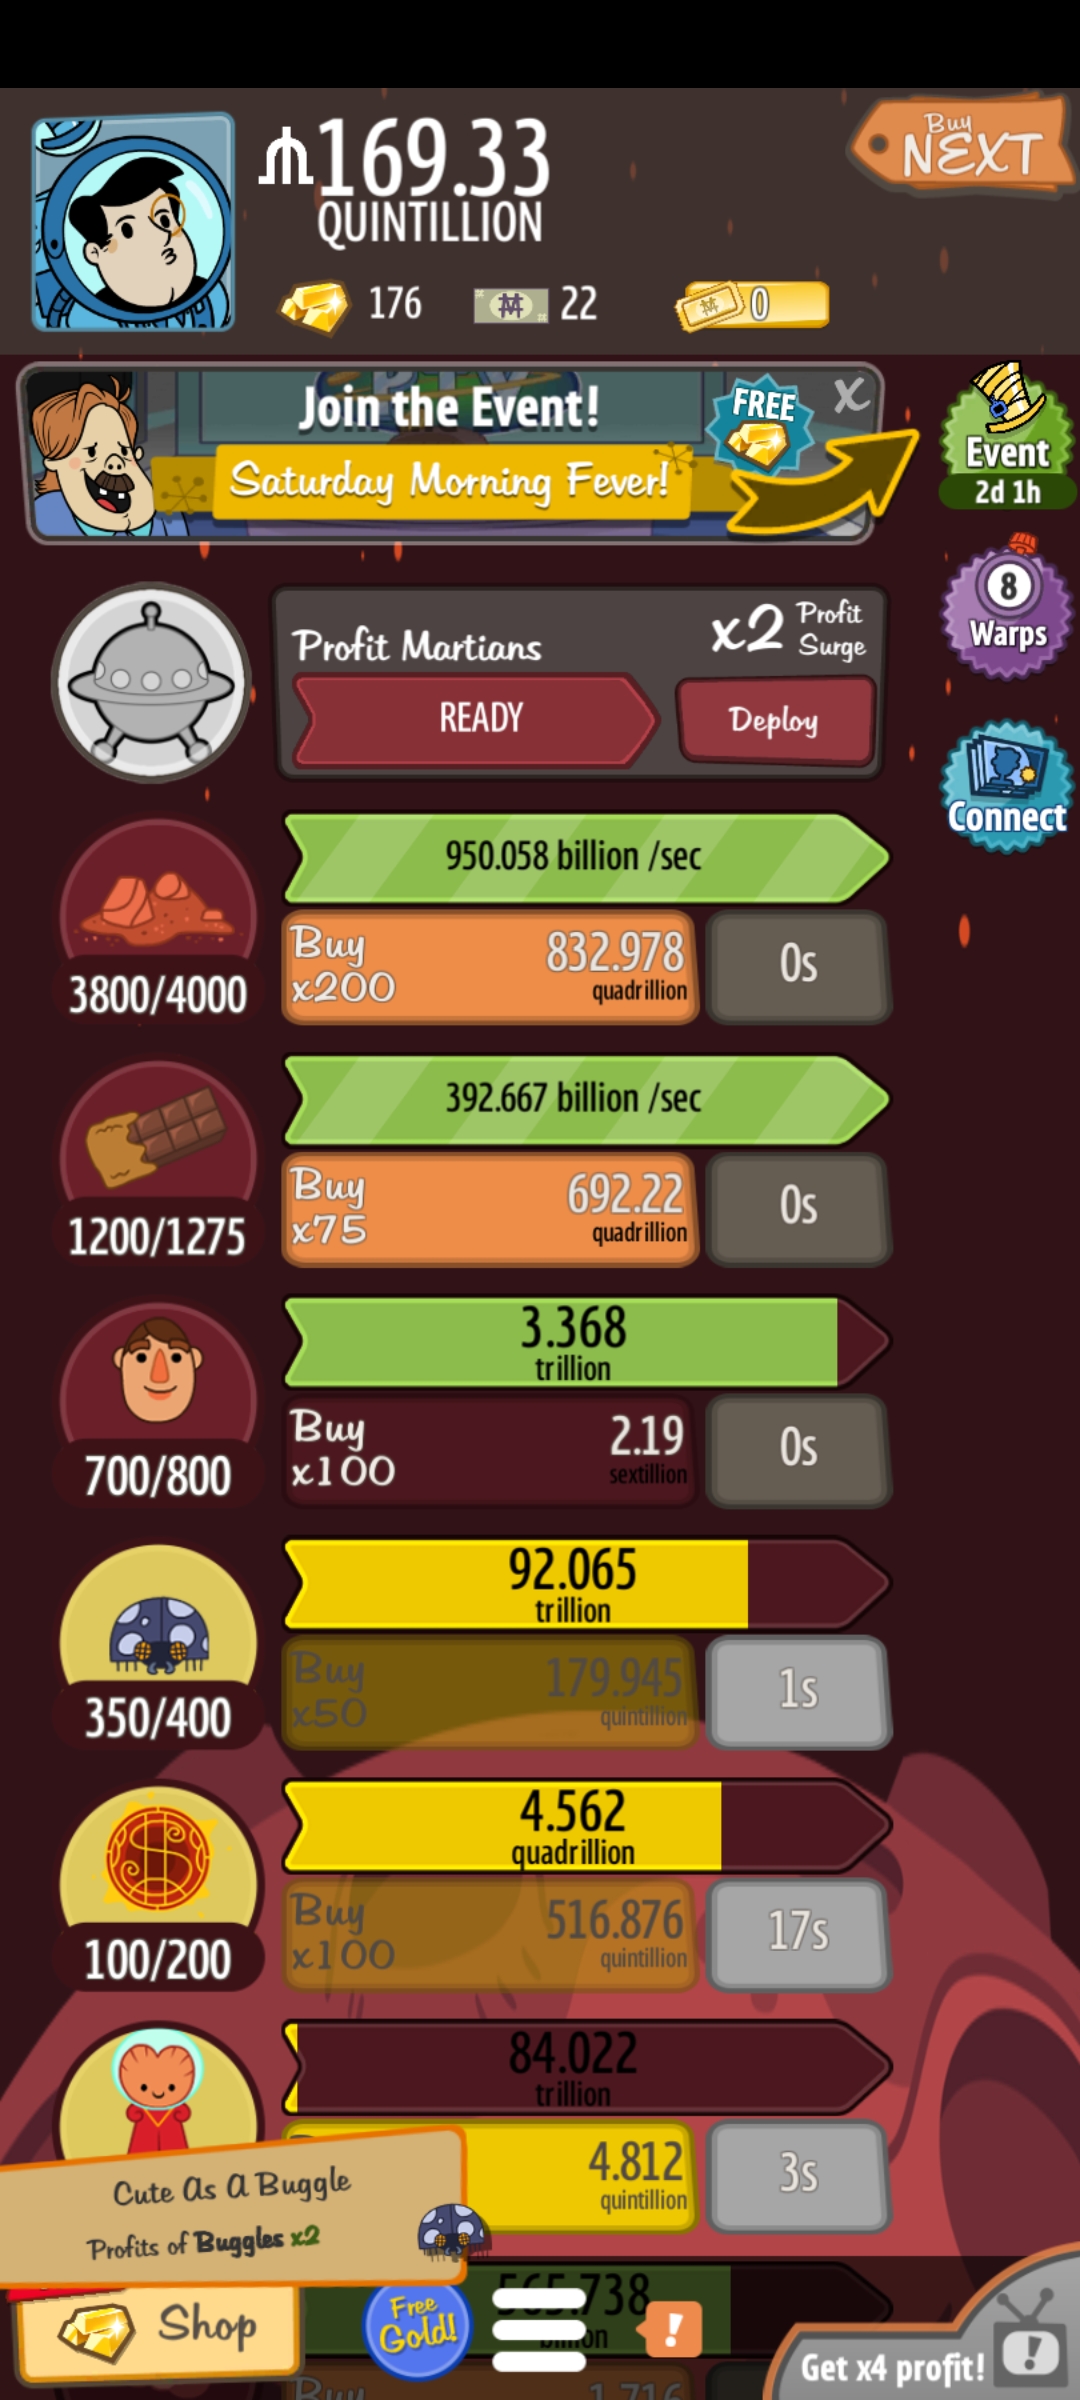 169.33
QUINTILLION
Buy
NEXT
176
22
0
Join the Event!
Saturday Morning Fever!
FREE
X
Event
2d 1h
8
Warps
Connect
Profit Martians
x2 Profit Surge
READY
Deploy
950.058 billion /sec
3800/4000
Buy
x200
832.978
quadrillion
0s
392.667 billion /sec
1200/1275
Buy
x75
692.22
quadrillion
0s
3.368
trillion
700/800
Buy
x100
2.19
sextillion
0s
92.065
trillion
350/400
Buy
x50
179.945
quintillion
1s
4.562
quadrillion
100/200
Buy
x100
516.876
quintillion
17s
84.022
trillion
4.812
quintillion
3s
Cute As A Buggle
Profits of Buggles x2
565.738
Shop
Free
Gold!
!
Get x4 profit!
!
Buy
1.716